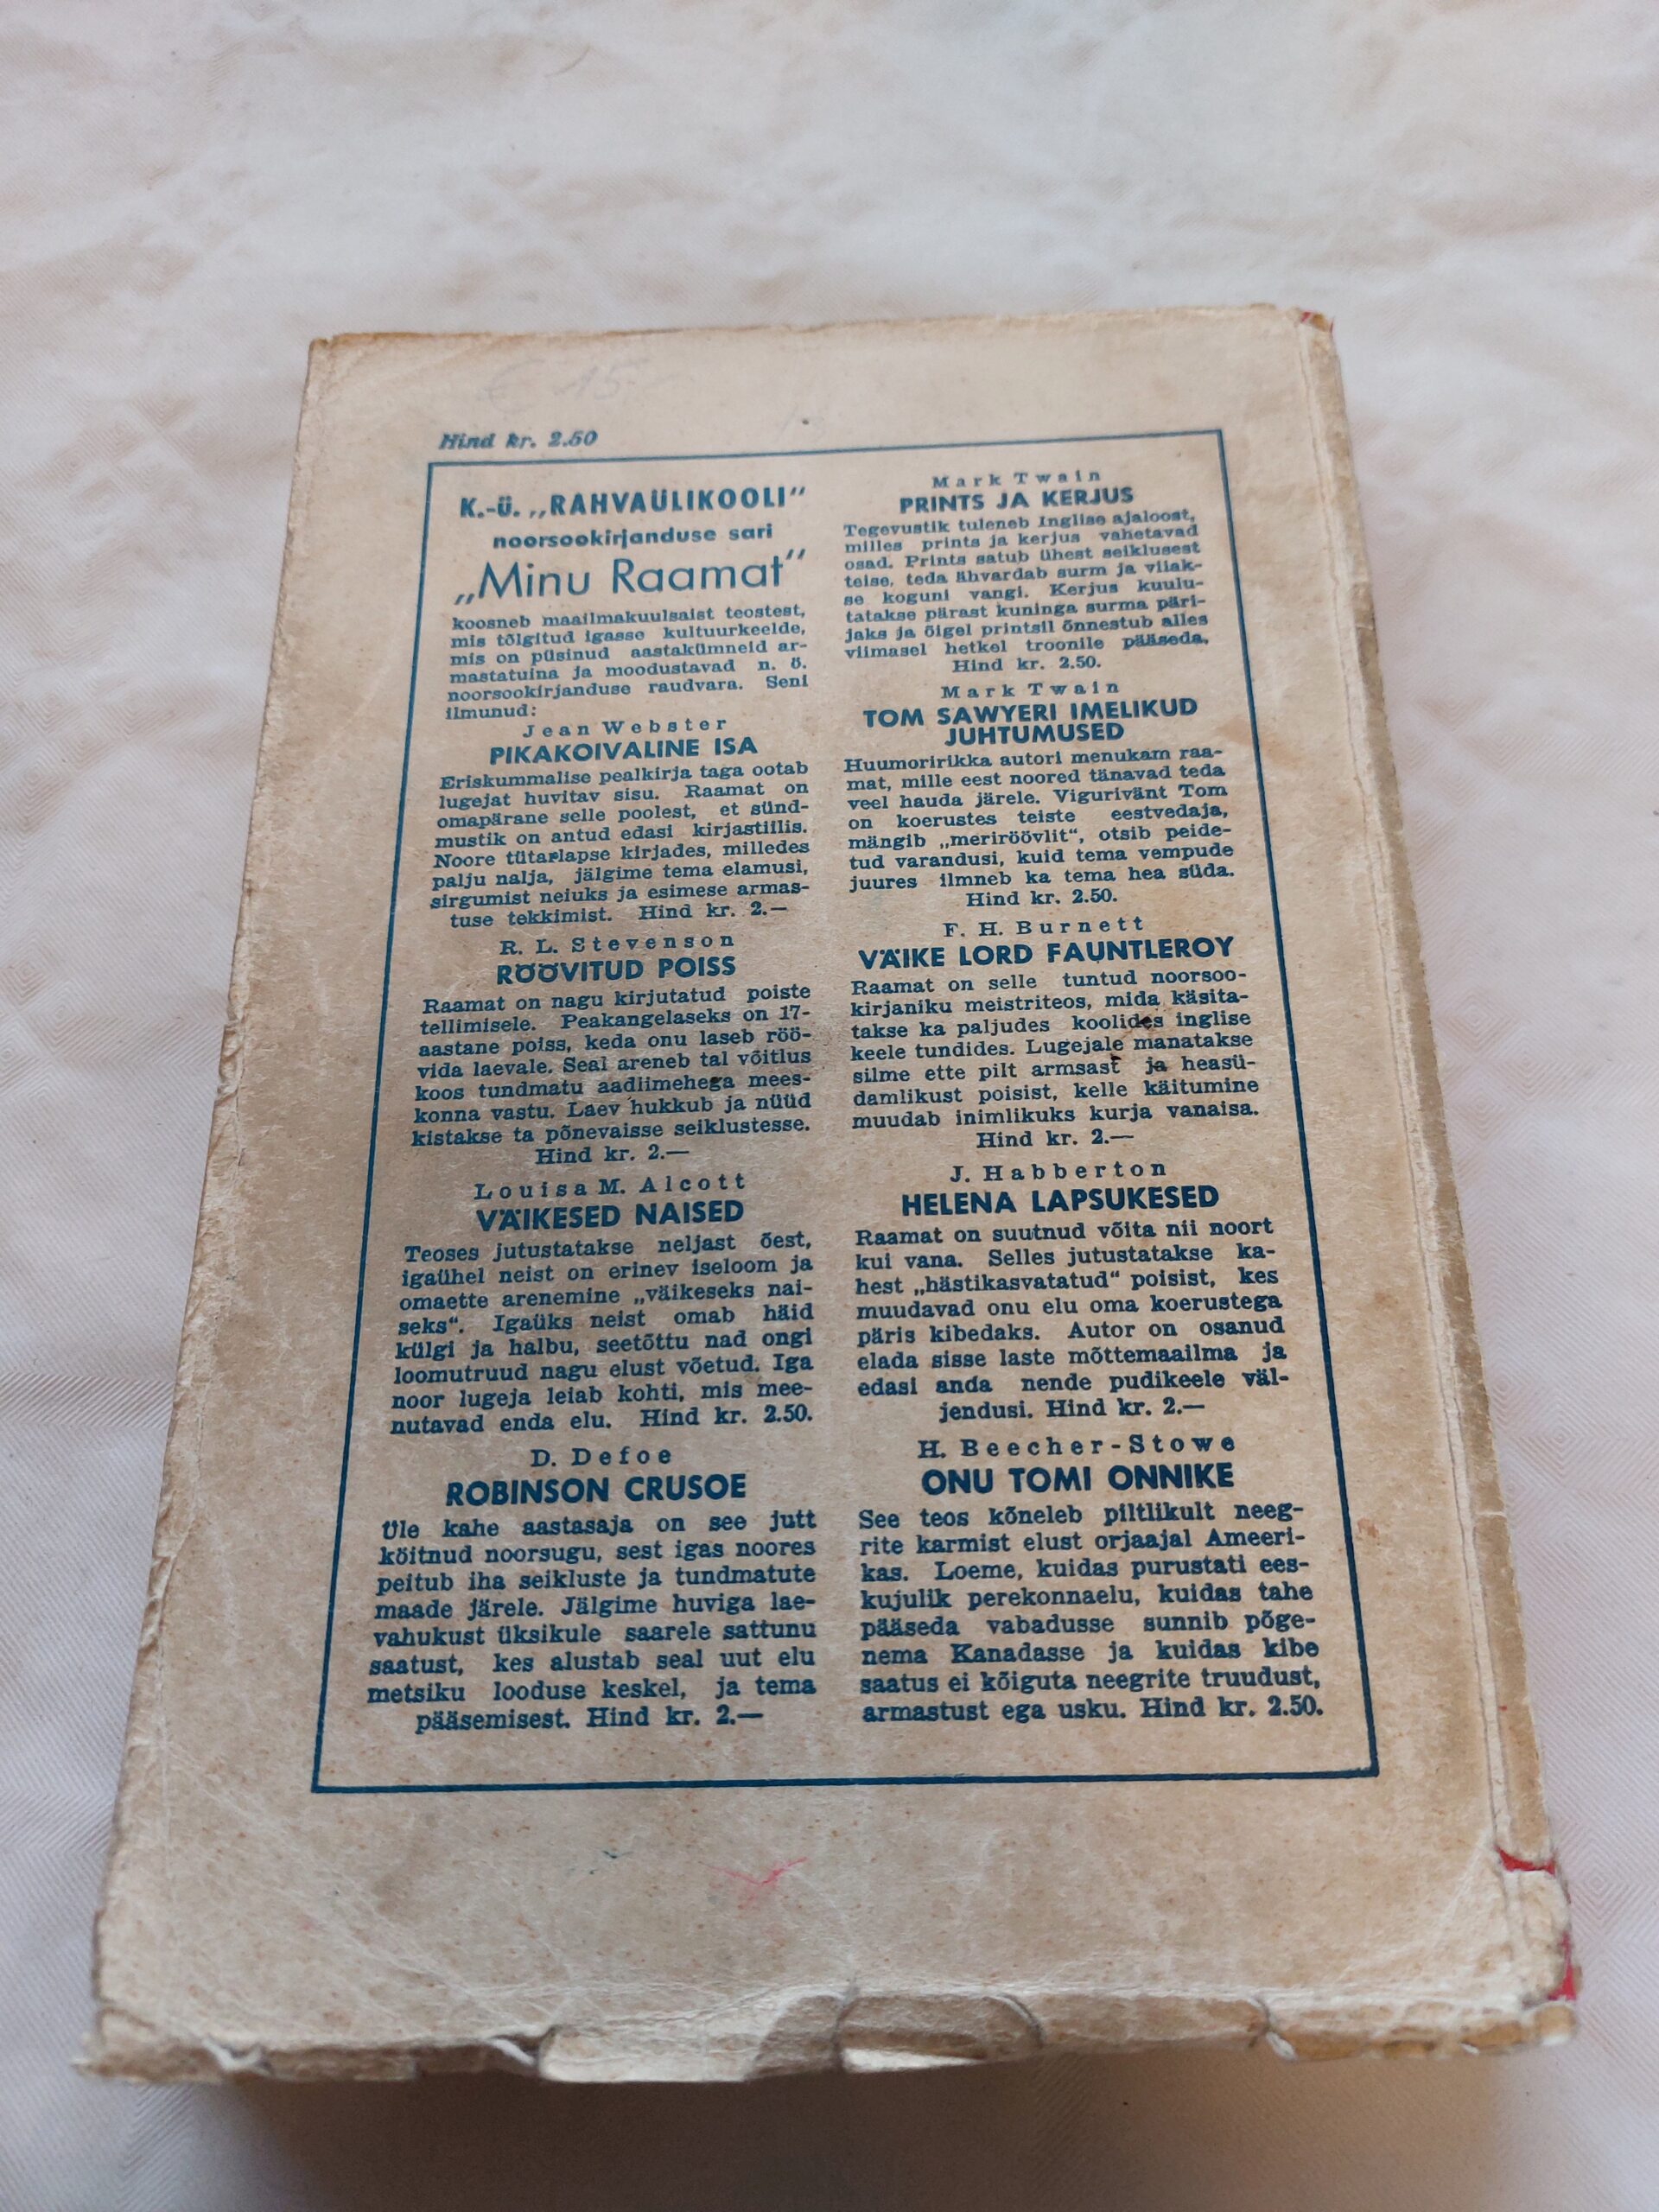 Hind kr. 2.50
K.-Ü. „RAHVAÜLIKOOLI“
noorsookirjanduse sari
„Minu Raamat“
koosneb maailmakuulsaist teostest,
mis tõlgitud igasse kultuurkeelde,
mis on püsinud aastakümneid ar-
mastatuina ja moodustavad n. ö.
noorsookirjanduse raudvara. Seni
ilmunud:
Jean Webster
PIKAKOIVALINE ISA
Eriskummalise pealkirja taga ootab
lugejat huvitav sisu. Raamat on
omapärane selle poolest, et sünd-
mustik on antud edasi kirjastiilis.
Noore tütarlapse kirjades, milledes
palju nalja, jälgime tema elamusi,
sirgumist neiuks ja esimese armas-
tuse tekkimist. Hind kr. 2.—
R. L. Stevenson
RÖÖVITUD POISS
Raamat on nagu kirjutatud poiste
tellimisele. Peakangelaseks on 17-
aastane poiss, keda onu laseb röö-
vida laevale. Seal areneb tal võitlus
koos tundmatu aadlimehega mees-
konna vastu. Laev hukkub ja nüüd
kistakse ta põnevaisse seiklustesse.
Hind kr. 2.—
Louisa M. Alcott
VÄIKESED NAISED
Teoses jutustatakse neljast õest,
igaühel neist on erinev iseloom ja
omaette arenemine „väikeseks nai-
seks“. Igaüks neist omab häid
külgi ja halbu, seetõttu nad ongi
loomutruud nagu elust võetud. Iga
noor lugeja leiab kohti, mis mee-
nutavad enda elu. Hind kr. 2.50.
D. Defoe
ROBINSON CRUSOE
Üle kahe aastasaja on see jutt
köitnud noorsugu, sest igas noores
peitub iha seikluste ja tundmatute
maade järele. Jälgime huviga lae-
vahukust üksikule saarele sattunu
saatust, kes alustab seal uut elu
metsiku looduse keskel, ja tema
pääsemisest. Hind kr. 2.—
Mark Twain
PRINTS JA KERJUS
Tegevustik tuleneb Inglise ajaloost,
milles prints ja kerjus vahetavad
osad. Prints satub ühest seiklusest
teise, teda ähvardab surm ja viiak-
se koguni vangi. Kerjus kuulu-
tatakse pärast kuninga surma päri-
jaks ja õigel printsil õnnestub alles
viimasel hetkel troonile pääseda.
Hind kr. 2.50.
Mark Twain
TOM SAWYERI IMELIKUD
JUHTUMUSED
Huumoririkka autori menukam raa-
mat, mille eest noored tänavad teda
veel hauda järele. Vigurivänt Tom
on koerustes teiste eestvedaja,
mängib „meriröövlit“, otsib peide-
tud varandusi, kuid tema vempude
juures ilmneb ka tema hea süda.
Hind kr. 2.50.
F. H. Burnett
VÄIKE LORD FAUNTLEROY
Raamat on selle tuntud noorsoo-
kirjaniku meistriteos, mida käsita-
takse ka paljudes koolides inglise
keele tundides. Lugejale manatakse
silme ette pilt armsast ja heasü-
damlikust poisist, kelle käitumine
muudab inimlikuks kurja vanaisa.
Hind kr. 2.—
J. Habberton
HELENA LAPSUKESED
Raamat on suutnud võita nii noort
kui vana. Selles jutustatakse ka-
hest „hästikasvatatud“ poisist, kes
muudavad onu elu oma koerustega
päris kibedaks. Autor on osanud
elada sisse laste mõttemaailma ja
edasi anda nende pudikeele väl-
jendusi. Hind kr. 2.—
H. Beecher-Stowe
ONU TOMI ONNIKE
See teos kõneleb piltlikult neeg-
rite karmist elust orjaajal Ameeri-
kas. Loeme, kuidas purustati ees-
kujulik perekonnaelu, kuidas tahe
pääseda vabadusse sunnib põge-
nema Kanadasse ja kuidas kibe
saatus ei kõiguta neegrite truudust,
armastust ega usku. Hind kr. 2.50.